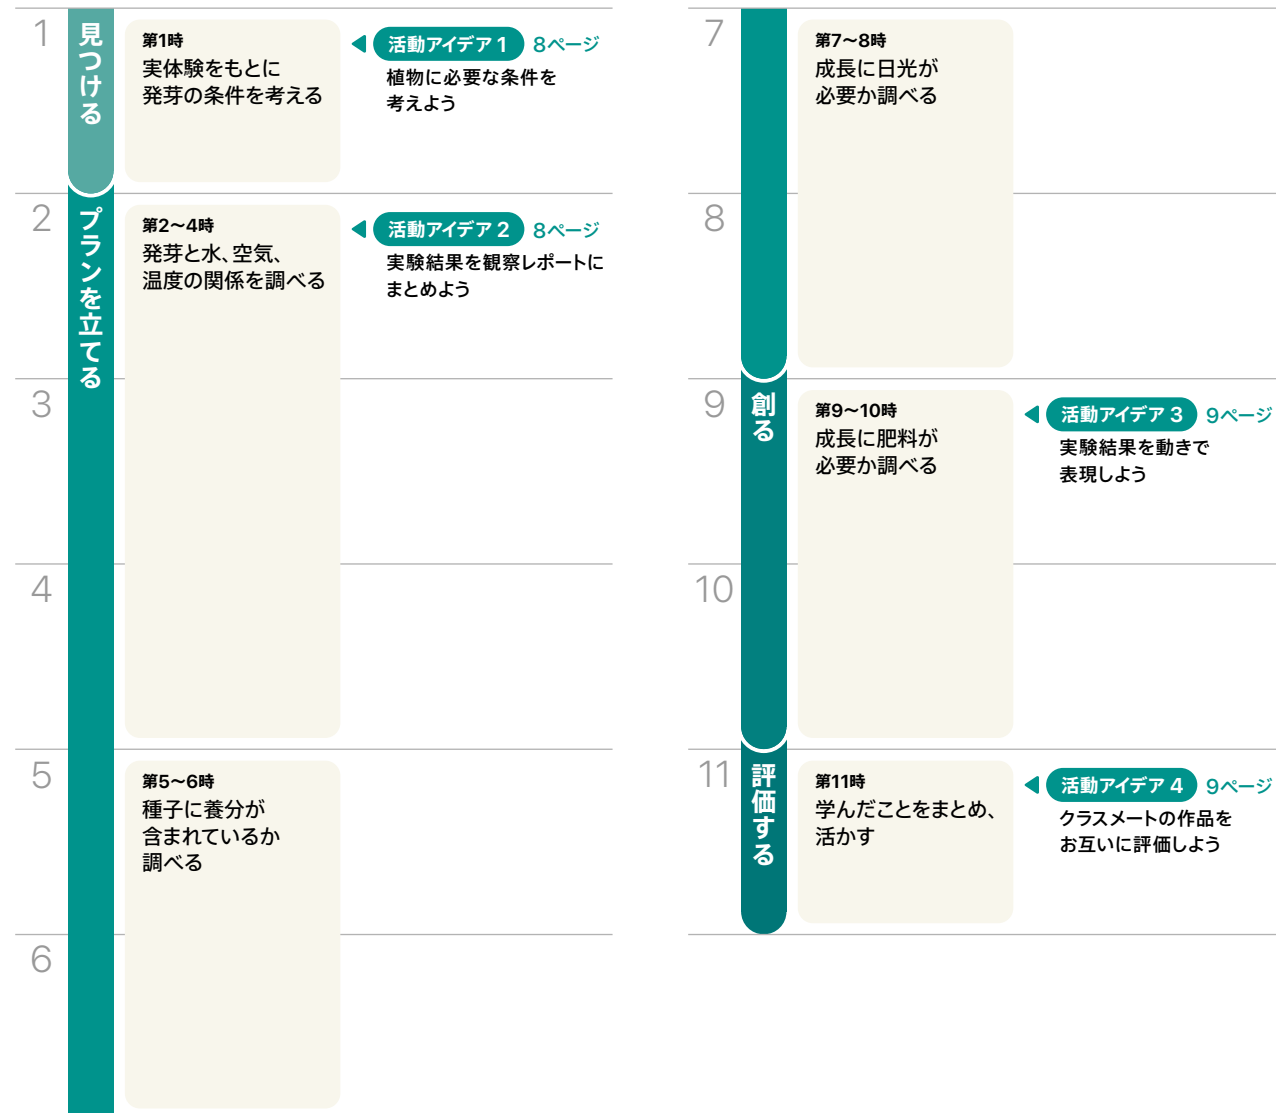 1
見つける
第1時
実体験をもとに
発芽の条件を考える
活動アイデア 1 8ページ
植物に必要な条件を
考えよう
2
プランを立てる
第2〜4時
発芽と水、空気、
温度の関係を調べる
活動アイデア 2 8ページ
実験結果を観察レポートに
まとめよう
3
4
5
第5〜6時
種子に養分が
含まれているか
調べる
6
7
第7〜8時
成長に日光が
必要か調べる
8
9
創る
第9〜10時
成長に肥料が
必要か調べる
活動アイデア 3 9ページ
実験結果を動きで
表現しよう
10
11
評価する
第11時
学んだことをまとめ、
活かす
活動アイデア 4 9ページ
クラスメートの作品を
お互いに評価しよう